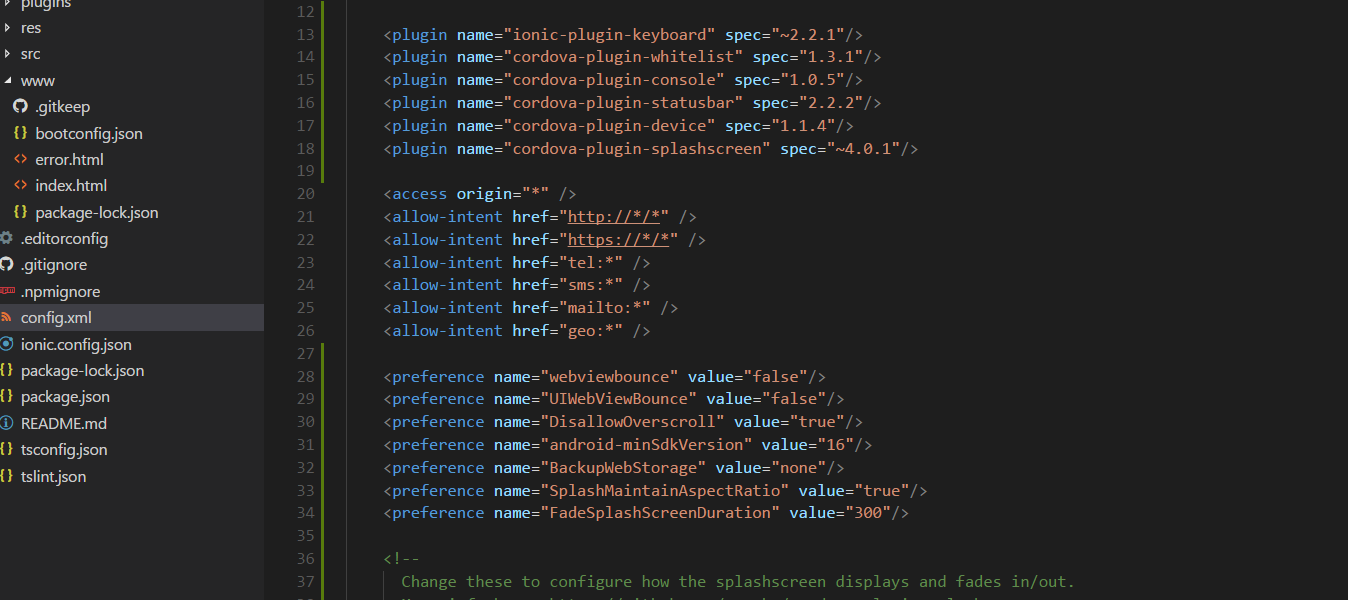 plugins
res
src
www
.gitkeep
bootconfig.json
error.html
index.html
package-lock.json
.editorconfig
.gitignore
.npmignore
config.xml
ionic.config.json
package-lock.json
package.json
README.md
tsconfig.json
tslint.json
12
13 <plugin name="ionic-plugin-keyboard" spec="~2.2.1"/>
14 <plugin name="cordova-plugin-whitelist" spec="1.3.1"/>
15 <plugin name="cordova-plugin-console" spec="1.0.5"/>
16 <plugin name="cordova-plugin-statusbar" spec="2.2.2"/>
17 <plugin name="cordova-plugin-device" spec="1.1.4"/>
18 <plugin name="cordova-plugin-splashscreen" spec="~4.0.1"/>
19
20 <access origin="*" />
21 <allow-intent href="http://*/*" />
22 <allow-intent href="https://*/*" />
23 <allow-intent href="tel:*" />
24 <allow-intent href="sms:*" />
25 <allow-intent href="mailto:*" />
26 <allow-intent href="geo:*" />
27
28 <preference name="webviewbounce" value="false"/>
29 <preference name="UIWebViewBounce" value="false"/>
30 <preference name="DisallowOverscroll" value="true"/>
31 <preference name="android-minSdkVersion" value="16"/>
32 <preference name="BackupWebStorage" value="none"/>
33 <preference name="SplashMaintainAspectRatio" value="true"/>
34 <preference name="FadeSplashScreenDuration" value="300"/>
35
36 <!--
37 Change these to configure how the splashscreen displays and fades in/out.